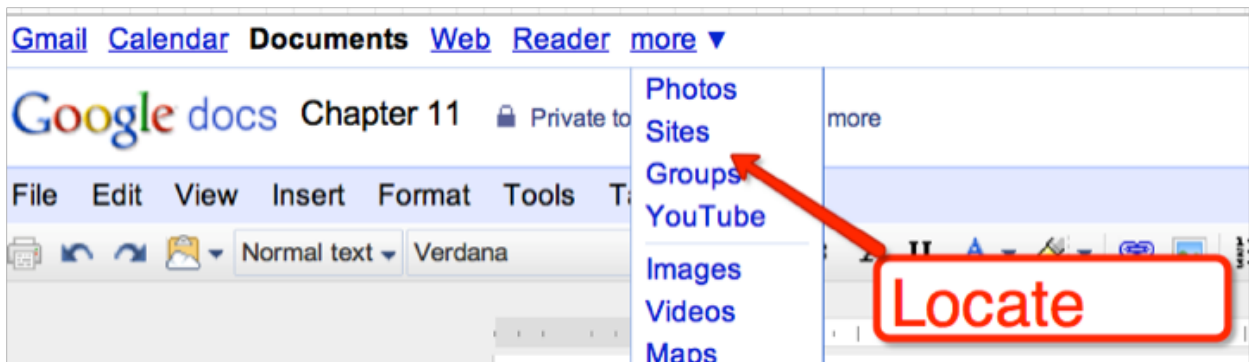 Gmail Calendar Documents Web Reader more ▼
Google docs Chapter 11 Private to more
Photos
Sites
Groups
YouTube
Images
Videos
Maps
File Edit View Insert Format Tools
Normal text Verdana
Locate